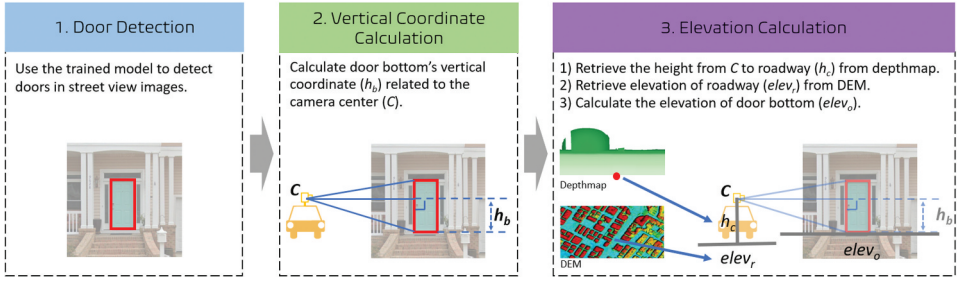 1. Door Detection
Use the trained model to detect
doors in street view images.
2. Vertical Coordinate
Calculation
Calculate door bottom's vertical
coordinate (hb) related to the
camera center (C).
C
hb
3. Elevation Calculation
1) Retrieve the height from C to roadway (hc) from depthmap.
2) Retrieve elevation of roadway (elevr) from DEM.
3) Calculate the elevation of door bottom (elevo).
Depthmap
C
hc
hb
DEM
elevr
elevo